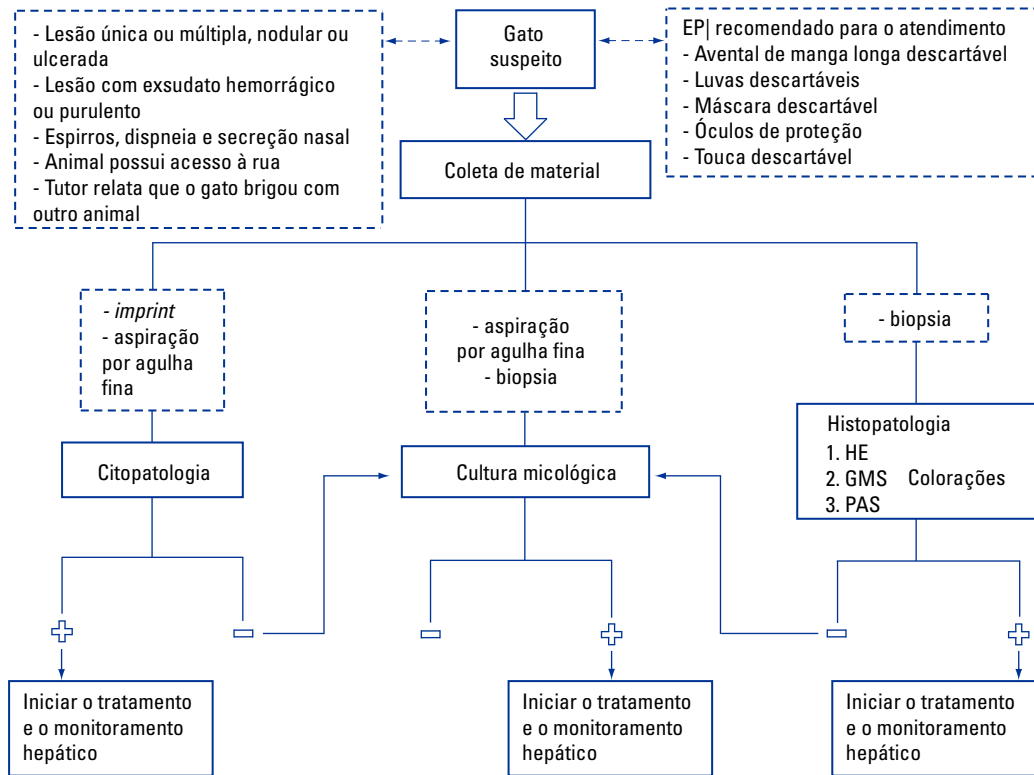 - Lesão única ou múltipla, nodular ou
ulcerada
- Lesão com exsudato hemorrágico
ou purulento
- Espirros, dispneia e secreção nasal
- Animal possui acesso à rua
- Tutor relata que o gato brigou com
outro animal
Gato
suspeito
EP| recomendado para o atendimento
- Avental de manga longa descartável
- Luvas descartáveis
- Máscara descartável
- Óculos de proteção
- Touca descartável
Coleta de material
- imprint
- aspiração
por agulha
fina
- aspiração
por agulha fina
- biopsia
- biopsia
Citopatologia
Cultura micológica
Histopatologia
1. HE
2. GMS Colorações
3. PAS
Iniciar o tratamento
e o monitoramento
hepático
Iniciar o tratamento
e o monitoramento
hepático
Iniciar o tratamento
e o monitoramento
hepático